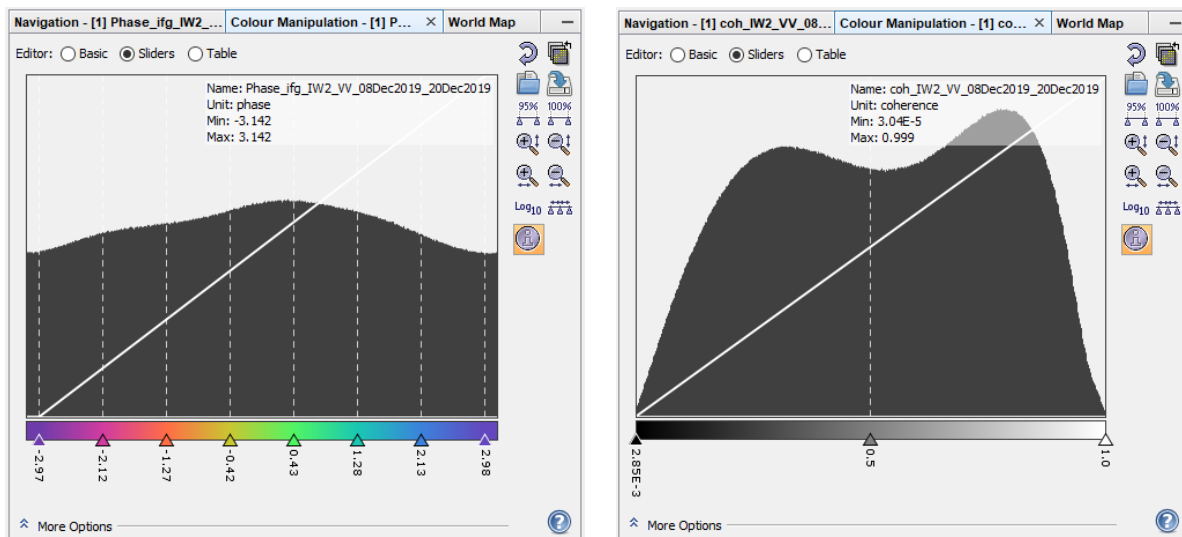 Navigation - [1] Phase_ifg_IW2_...
Colour Manipulation - [1] P...
World Map
Editor:
Basic
Sliders
Table
Name: Phase_ifg_IW2_VV_08Dec2019_20Dec2019
Unit: phase
Min: -3.142
Max: 3.142
95%
100%
Log10
-2.97
-2.12
-1.27
-0.42
0.43
1.28
2.13
2.98
More Options
Navigation - [1] coh_IW2_VV_08...
Colour Manipulation - [1] co...
World Map
Editor:
Basic
Sliders
Table
Name: coh_IW2_VV_08Dec2019_20Dec2019
Unit: coherence
Min: 3.04E-5
Max: 0.999
95%
100%
Log10
2.85E-3
0.5
1.0
More Options